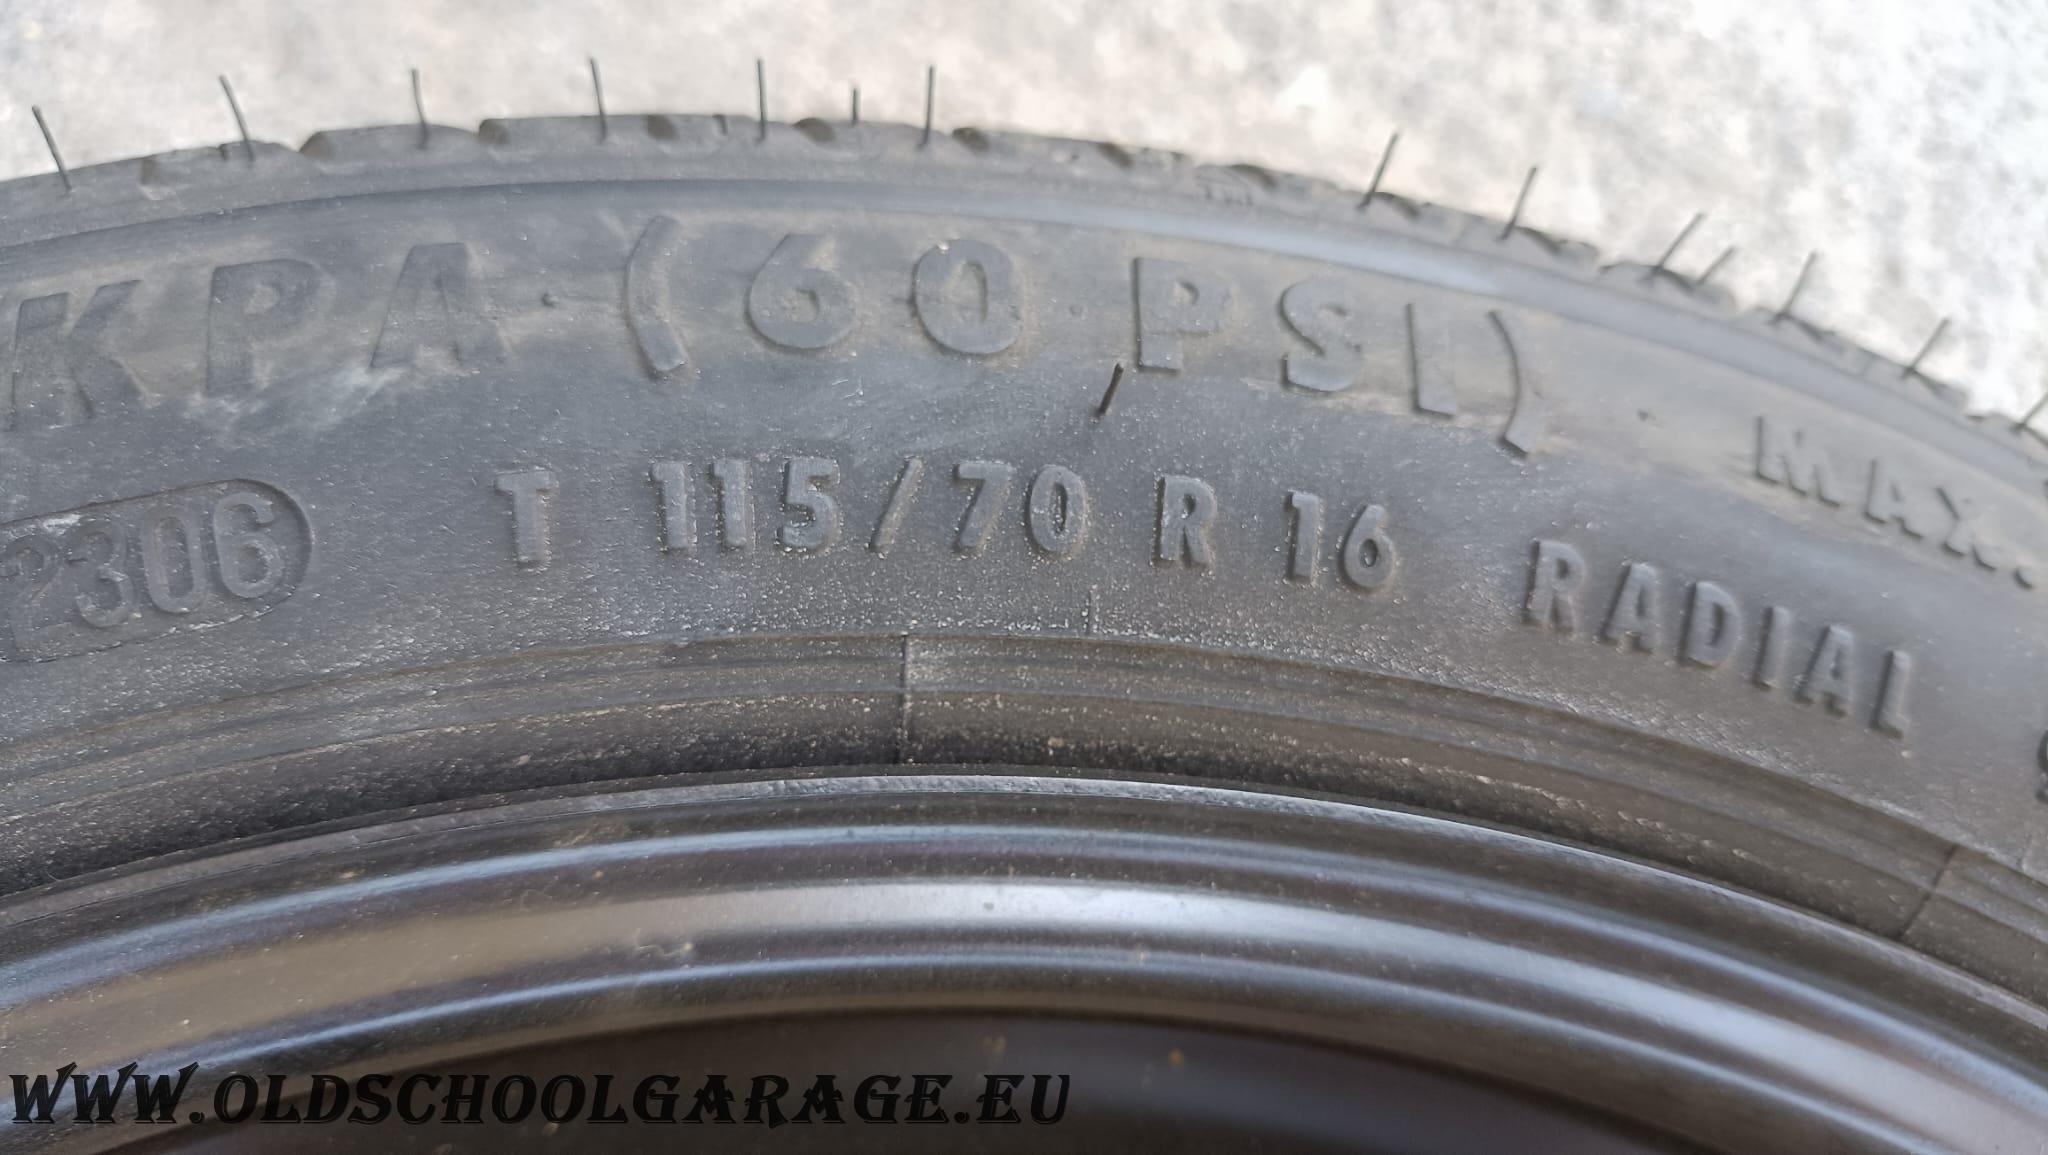 KPA (60 PSI) MAX.
2306 T 115/70 R 16 RADIAL
WWW.OLDSCHOOLGARAGE.EU